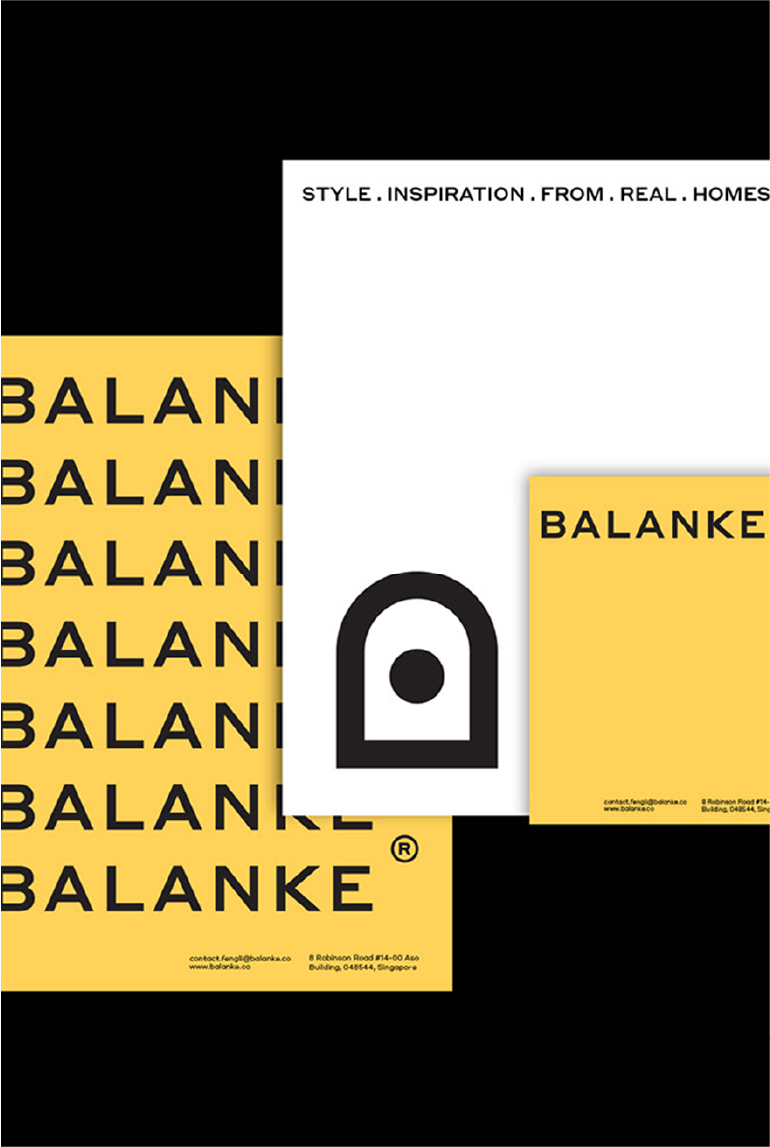 STYLE . INSPIRATION . FROM . REAL . HOMES
BALANK
BALANK
BALANK
BALANK
BALANK
BALANKE
BALANKE
®
contact.fengli@balanke.co
www.balanke.co
8 Robinson Road #14-00 Aso
Building, 048544, Singapore
BALANKE
contact.fengli@balanke.co
www.balanke.co
8 Robinson Road #14-
Building, 048544, Sing